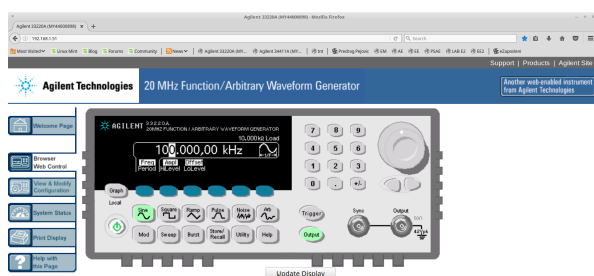 Agilent 33220A (MY44008899) - Mozilla Firefox
Agilent 33220A (MY44008899)
192.168.1.51
Search
Most Visited
Linux Mint
Blog
Forums
Community
News
Agilent 33220A (MY...
Agilent 34411A (MY...
Predrag Pejovic
EM
AE
EE
PSAE
LAB E2
EE2
eZaposleni
Support | Products | Agilent Site
Agilent Technologies
20 MHz Function/Arbitrary Waveform Generator
Another web-enabled instrument
from Agilent Technologies
Welcome Page
Browser
Web Control
View & Modify
Configuration
System Status
Print Display
Help with
this Page
AGILENT 33220A
20MHZ FUNCTION / ARBITRARY WAVEFORM GENERATOR
10,000kΩ Load
100.000,00 kHz
Freq Ampl Offset
Period HiLevel LoLevel
Graph
Local
Sine Square Ramp Pulse Noise Arb
Mod Sweep Burst Store/
Recall Utility Help
7 8 9
4 5 6
1 2 3
0 . +/-
Trigger
Output
Sync
Output
50Ω
42Vpk
Update Display